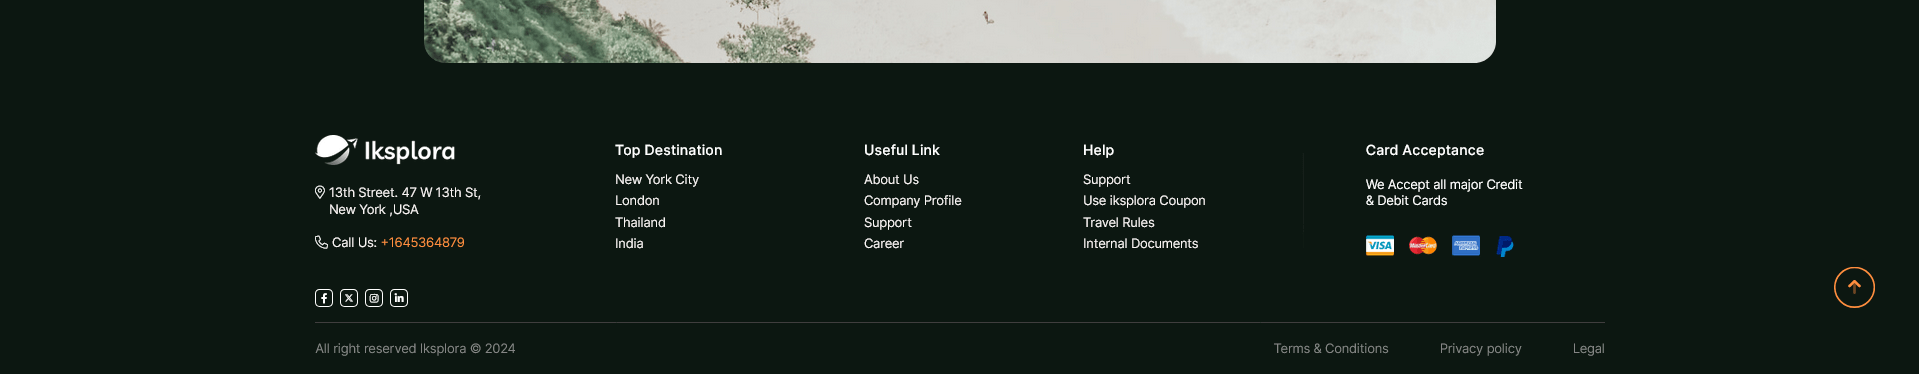 Iksplora
13th Street. 47 W 13th St,
New York ,USA
Call Us: +1645364879
Top Destination
New York City
London
Thailand
India
Useful Link
About Us
Company Profile
Support
Career
Help
Support
Use iksplora Coupon
Travel Rules
Internal Documents
Card Acceptance
We Accept all major Credit
& Debit Cards
VISA
MasterCard
All right reserved Iksplora © 2024
Terms & Conditions
Privacy policy
Legal